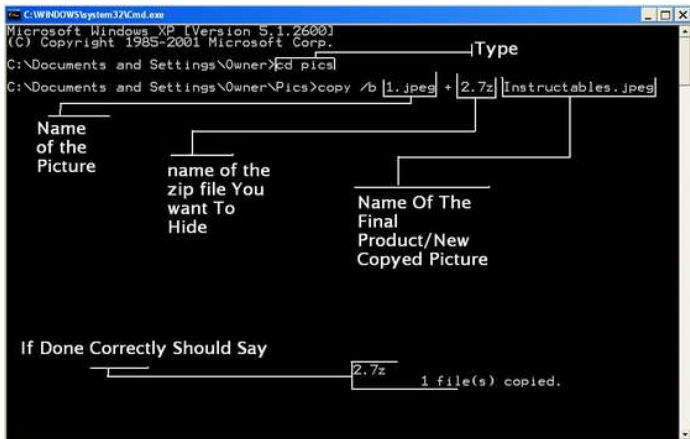 C:\WINDOWS\system32\Cmd.exe
Microsoft Windows XP [Version 5.1.2600]
(C) Copyright 1985-2001 Microsoft Corp.
Type
C:\Documents and Settings\Owner>cd pics
C:\Documents and Settings\Owner\Pics>copy /b 1.jpeg + 2.7z Instructables.jpeg
Name
of the
Picture
name of the
zip file You
want To
Hide
Name Of The
Final
Product/New
Copyed Picture
If Done Correctly Should Say
2.7z
1 file(s) copied.